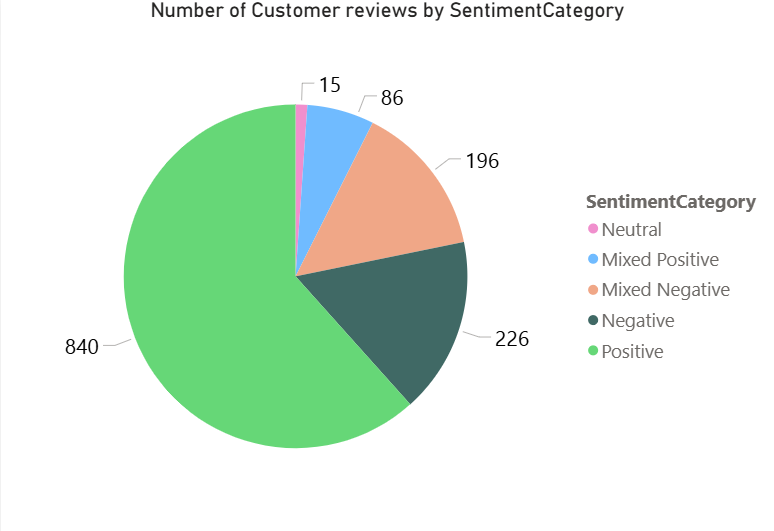 Number of Customer reviews by SentimentCategory
15
86
196
226
840
SentimentCategory
Neutral
Mixed Positive
Mixed Negative
Negative
Positive